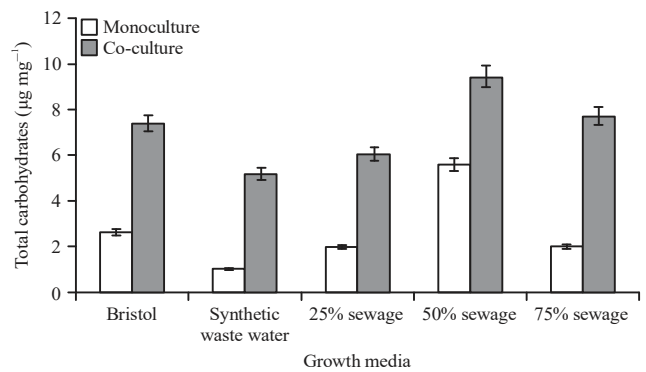 12
Monoculture
Co-culture
10
8
6
4
2
0
Total carbohydrates (μg mg⁻¹)
Bristol
Synthetic
waste water
25% sewage
50% sewage
75% sewage
Growth media